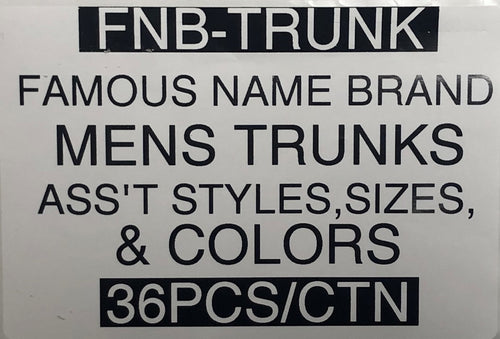 FNB-TRUNK
FAMOUS NAME BRAND
MENS TRUNKS
ASS'T STYLES,SIZES,
& COLORS
36PCS/CTN